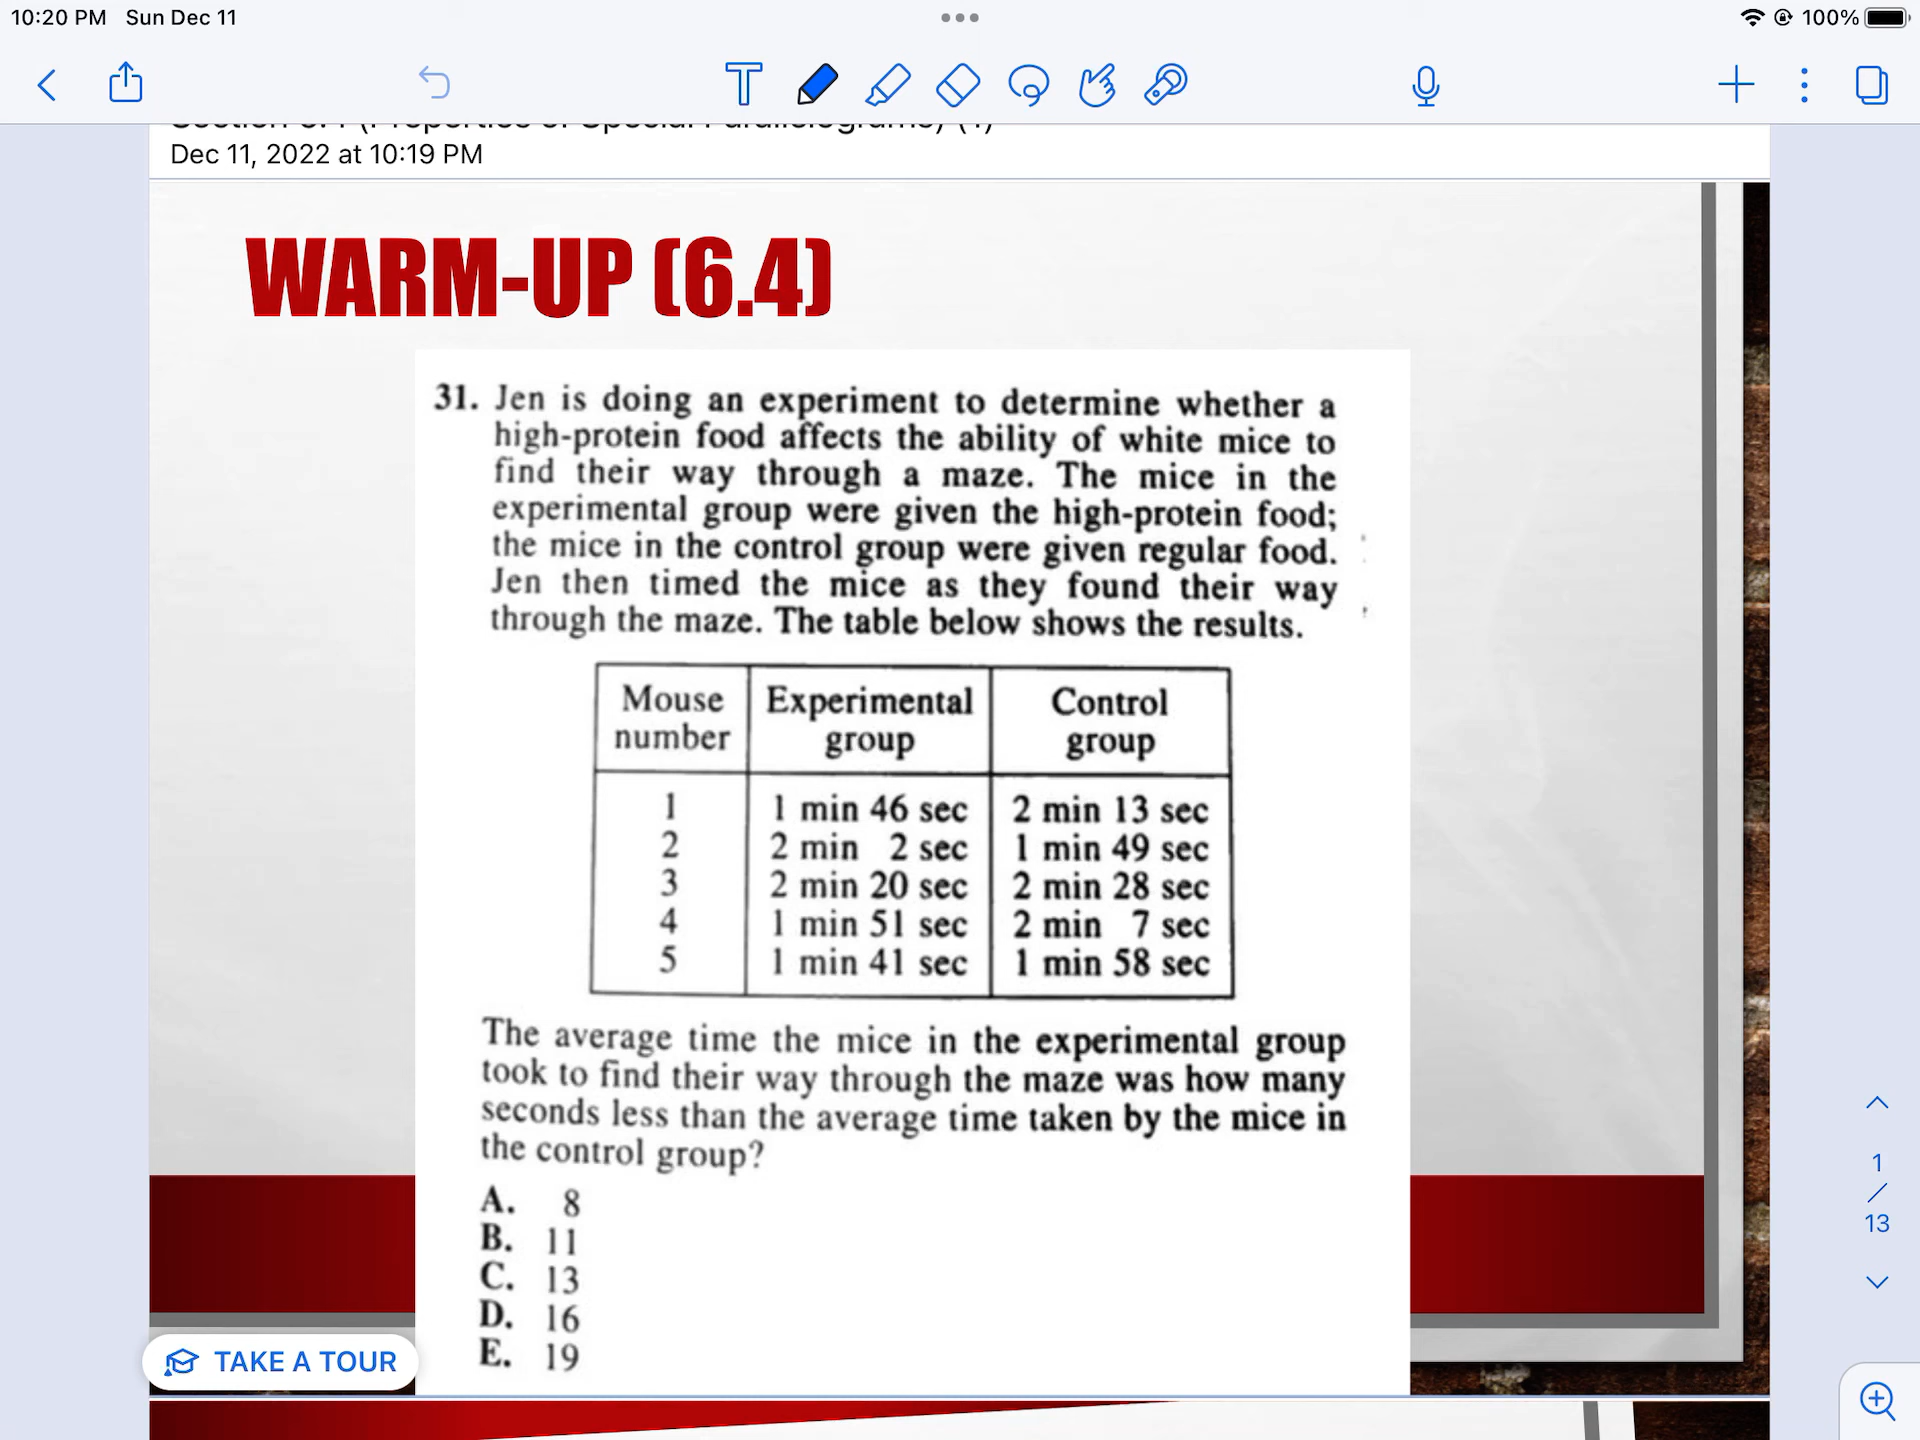 10:20 PM Sun Dec 11
100%
Dec 11, 2022 at 10:19 PM
WARM-UP (6.4)
31. Jen is doing an experiment to determine whether a
high-protein food affects the ability of white mice to
find their way through a maze. The mice in the
experimental group were given the high-protein food;
the mice in the control group were given regular food.
Jen then timed the mice as they found their way
through the maze. The table below shows the results.
Mouse number Experimental group Control group
1 1 min 46 sec 2 min 13 sec
2 2 min 2 sec 1 min 49 sec
3 2 min 20 sec 2 min 28 sec
4 1 min 51 sec 2 min 7 sec
5 1 min 41 sec 1 min 58 sec
The average time the mice in the experimental group
took to find their way through the maze was how many
seconds less than the average time taken by the mice in
the control group?
A. 8
B. 11
C. 13
D. 16
E. 19
1
/
13
TAKE A TOUR